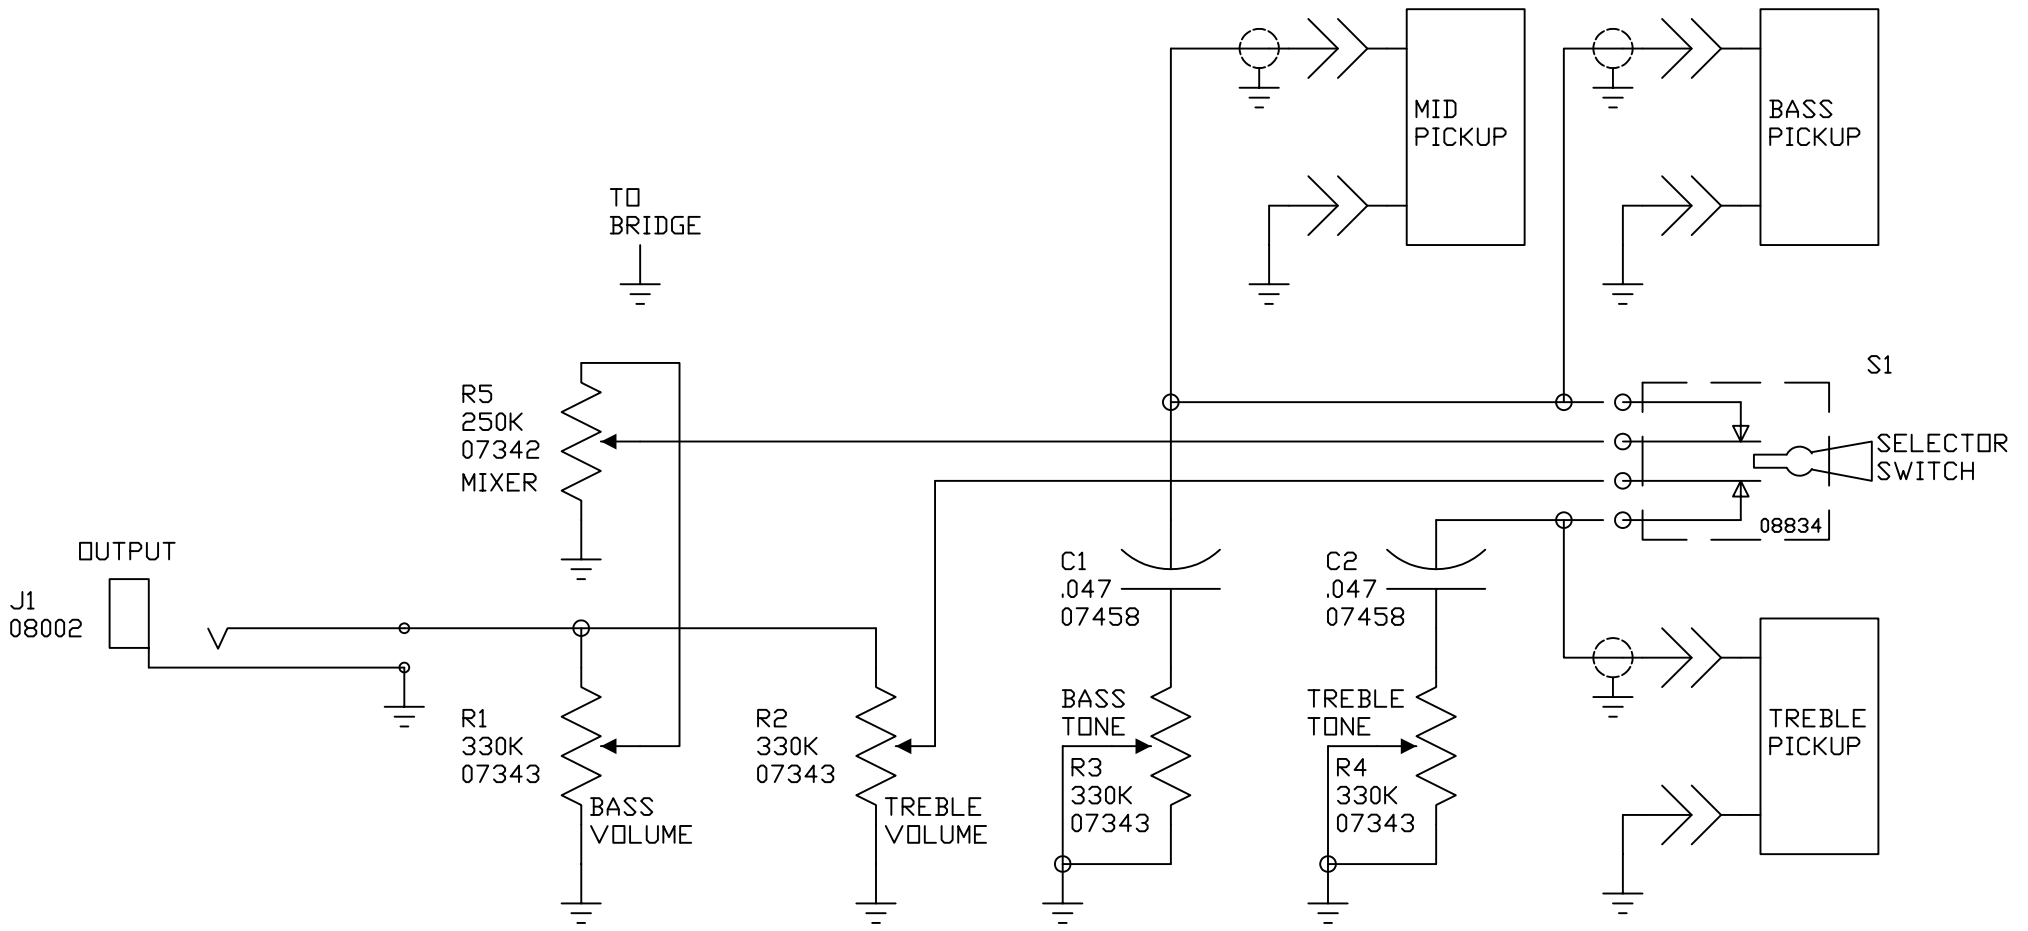 MID
PICKUP
BASS
PICKUP
TO
BRIDGE
S1
R5
250K
07342
MIXER
SELECTOR
SWITCH
08834
OUTPUT
J1
08002
C1
.047
07458
C2
.047
07458
R1
330K
07343
BASS
VOLUME
R2
330K
07343
TREBLE
VOLUME
BASS
TONE
R3
330K
07343
TREBLE
TONE
R4
330K
07343
TREBLE
PICKUP